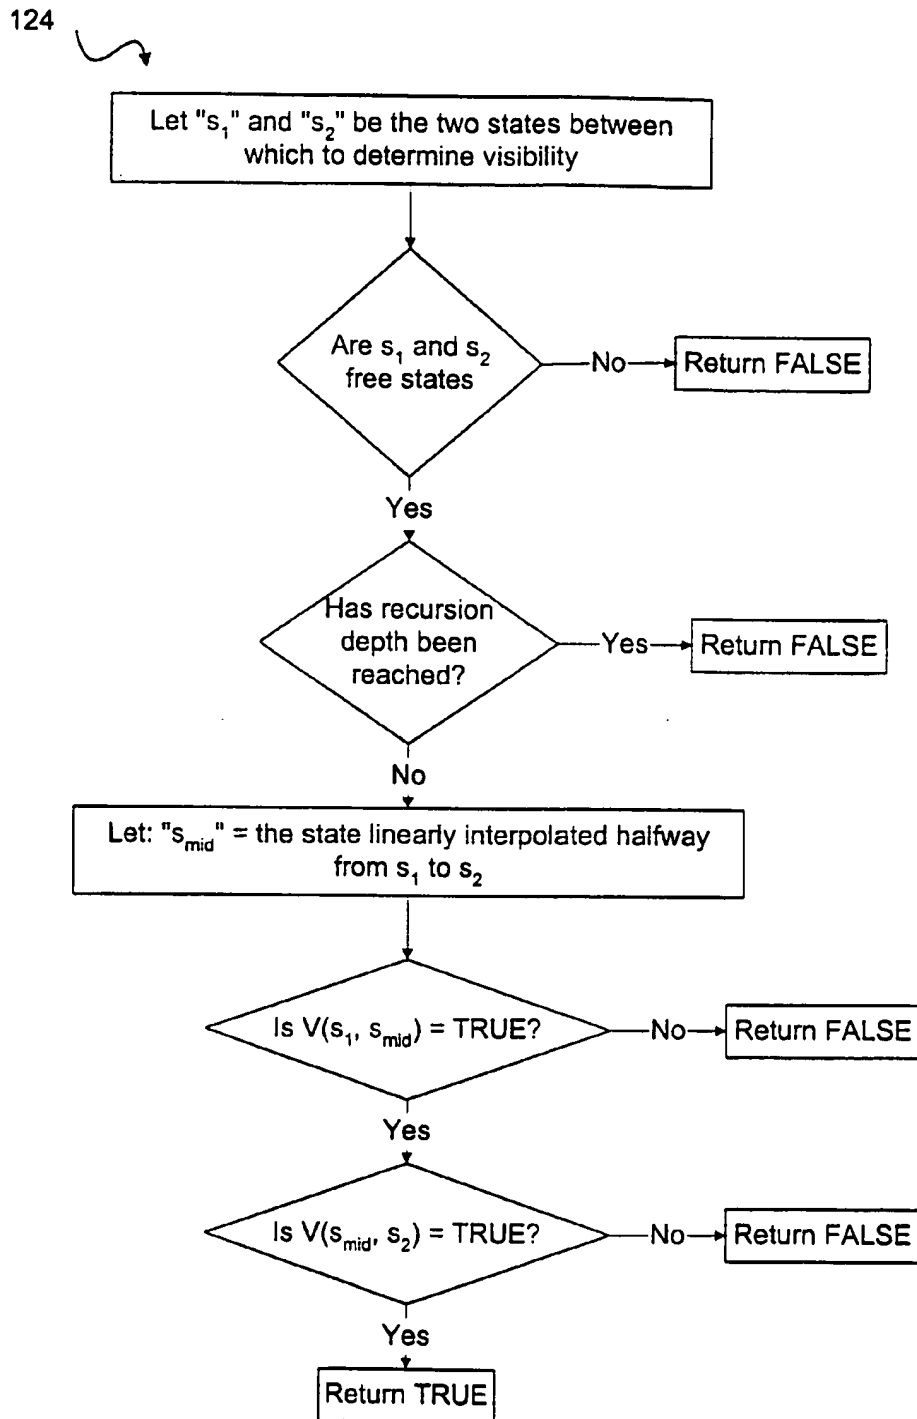 124
Let "s₁" and "s₂" be the two states between
which to determine visibility
Are s₁ and s₂
free states
No
Return FALSE
Yes
Has recursion
depth been
reached?
Yes
Return FALSE
No
Let: "s_mid" = the state linearly interpolated halfway
from s₁ to s₂
Is V(s₁, s_mid) = TRUE?
No
Return FALSE
Yes
Is V(s_mid, s₂) = TRUE?
No
Return FALSE
Yes
Return TRUE